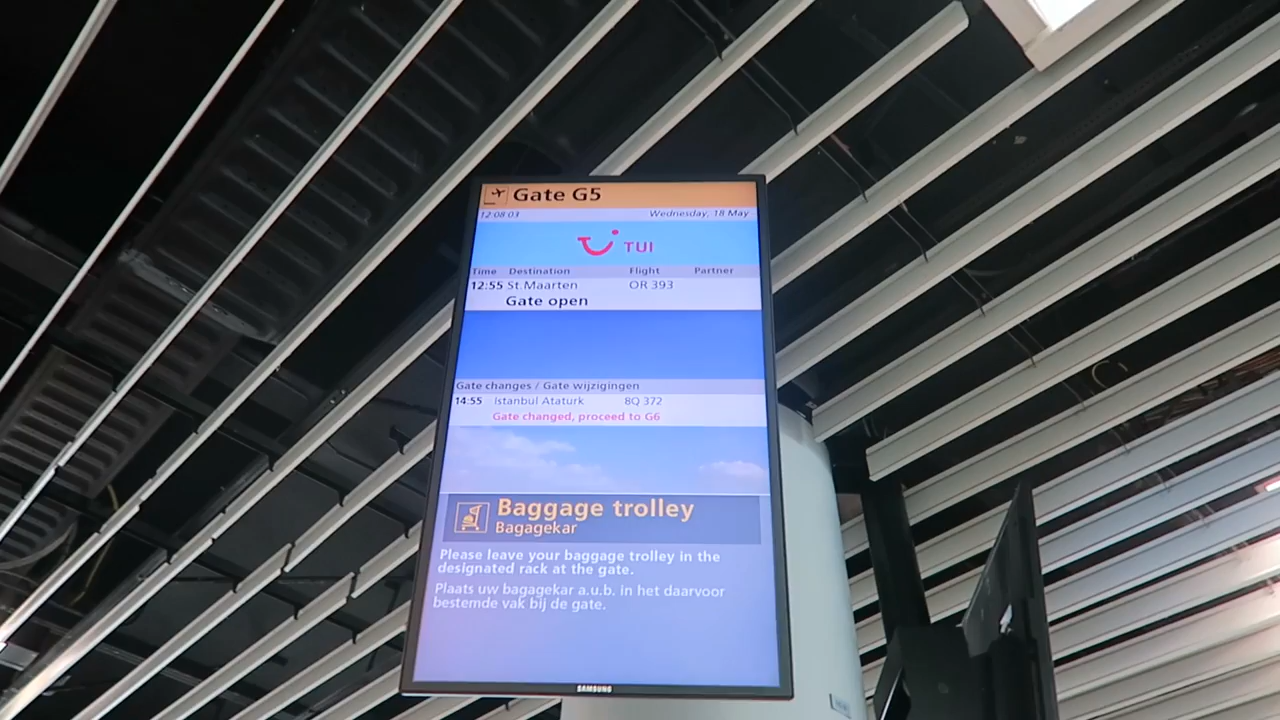 Gate G5
12:08:03 Wednesday, 18 May
TUI
Time Destination Flight Partner
12:55 St.Maarten OR 393
Gate open
Gate changes / Gate wijzigingen
14:55 Istanbul Ataturk 8Q 372
Gate changed, proceed to G6
Baggage trolley
Bagagekar
Please leave your baggage trolley in the
designated rack at the gate.
Plaats uw bagagekar a.u.b. in het daarvoor
bestemde vak bij de gate.
SAMSUNG